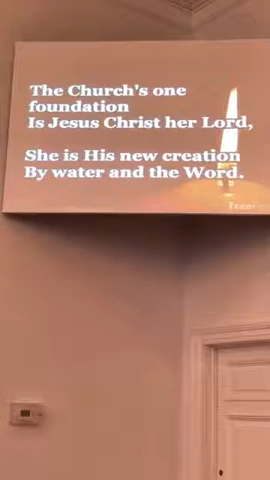 The Church's one
foundation
Is Jesus Christ her Lord,
She is His new creation
By water and the Word.